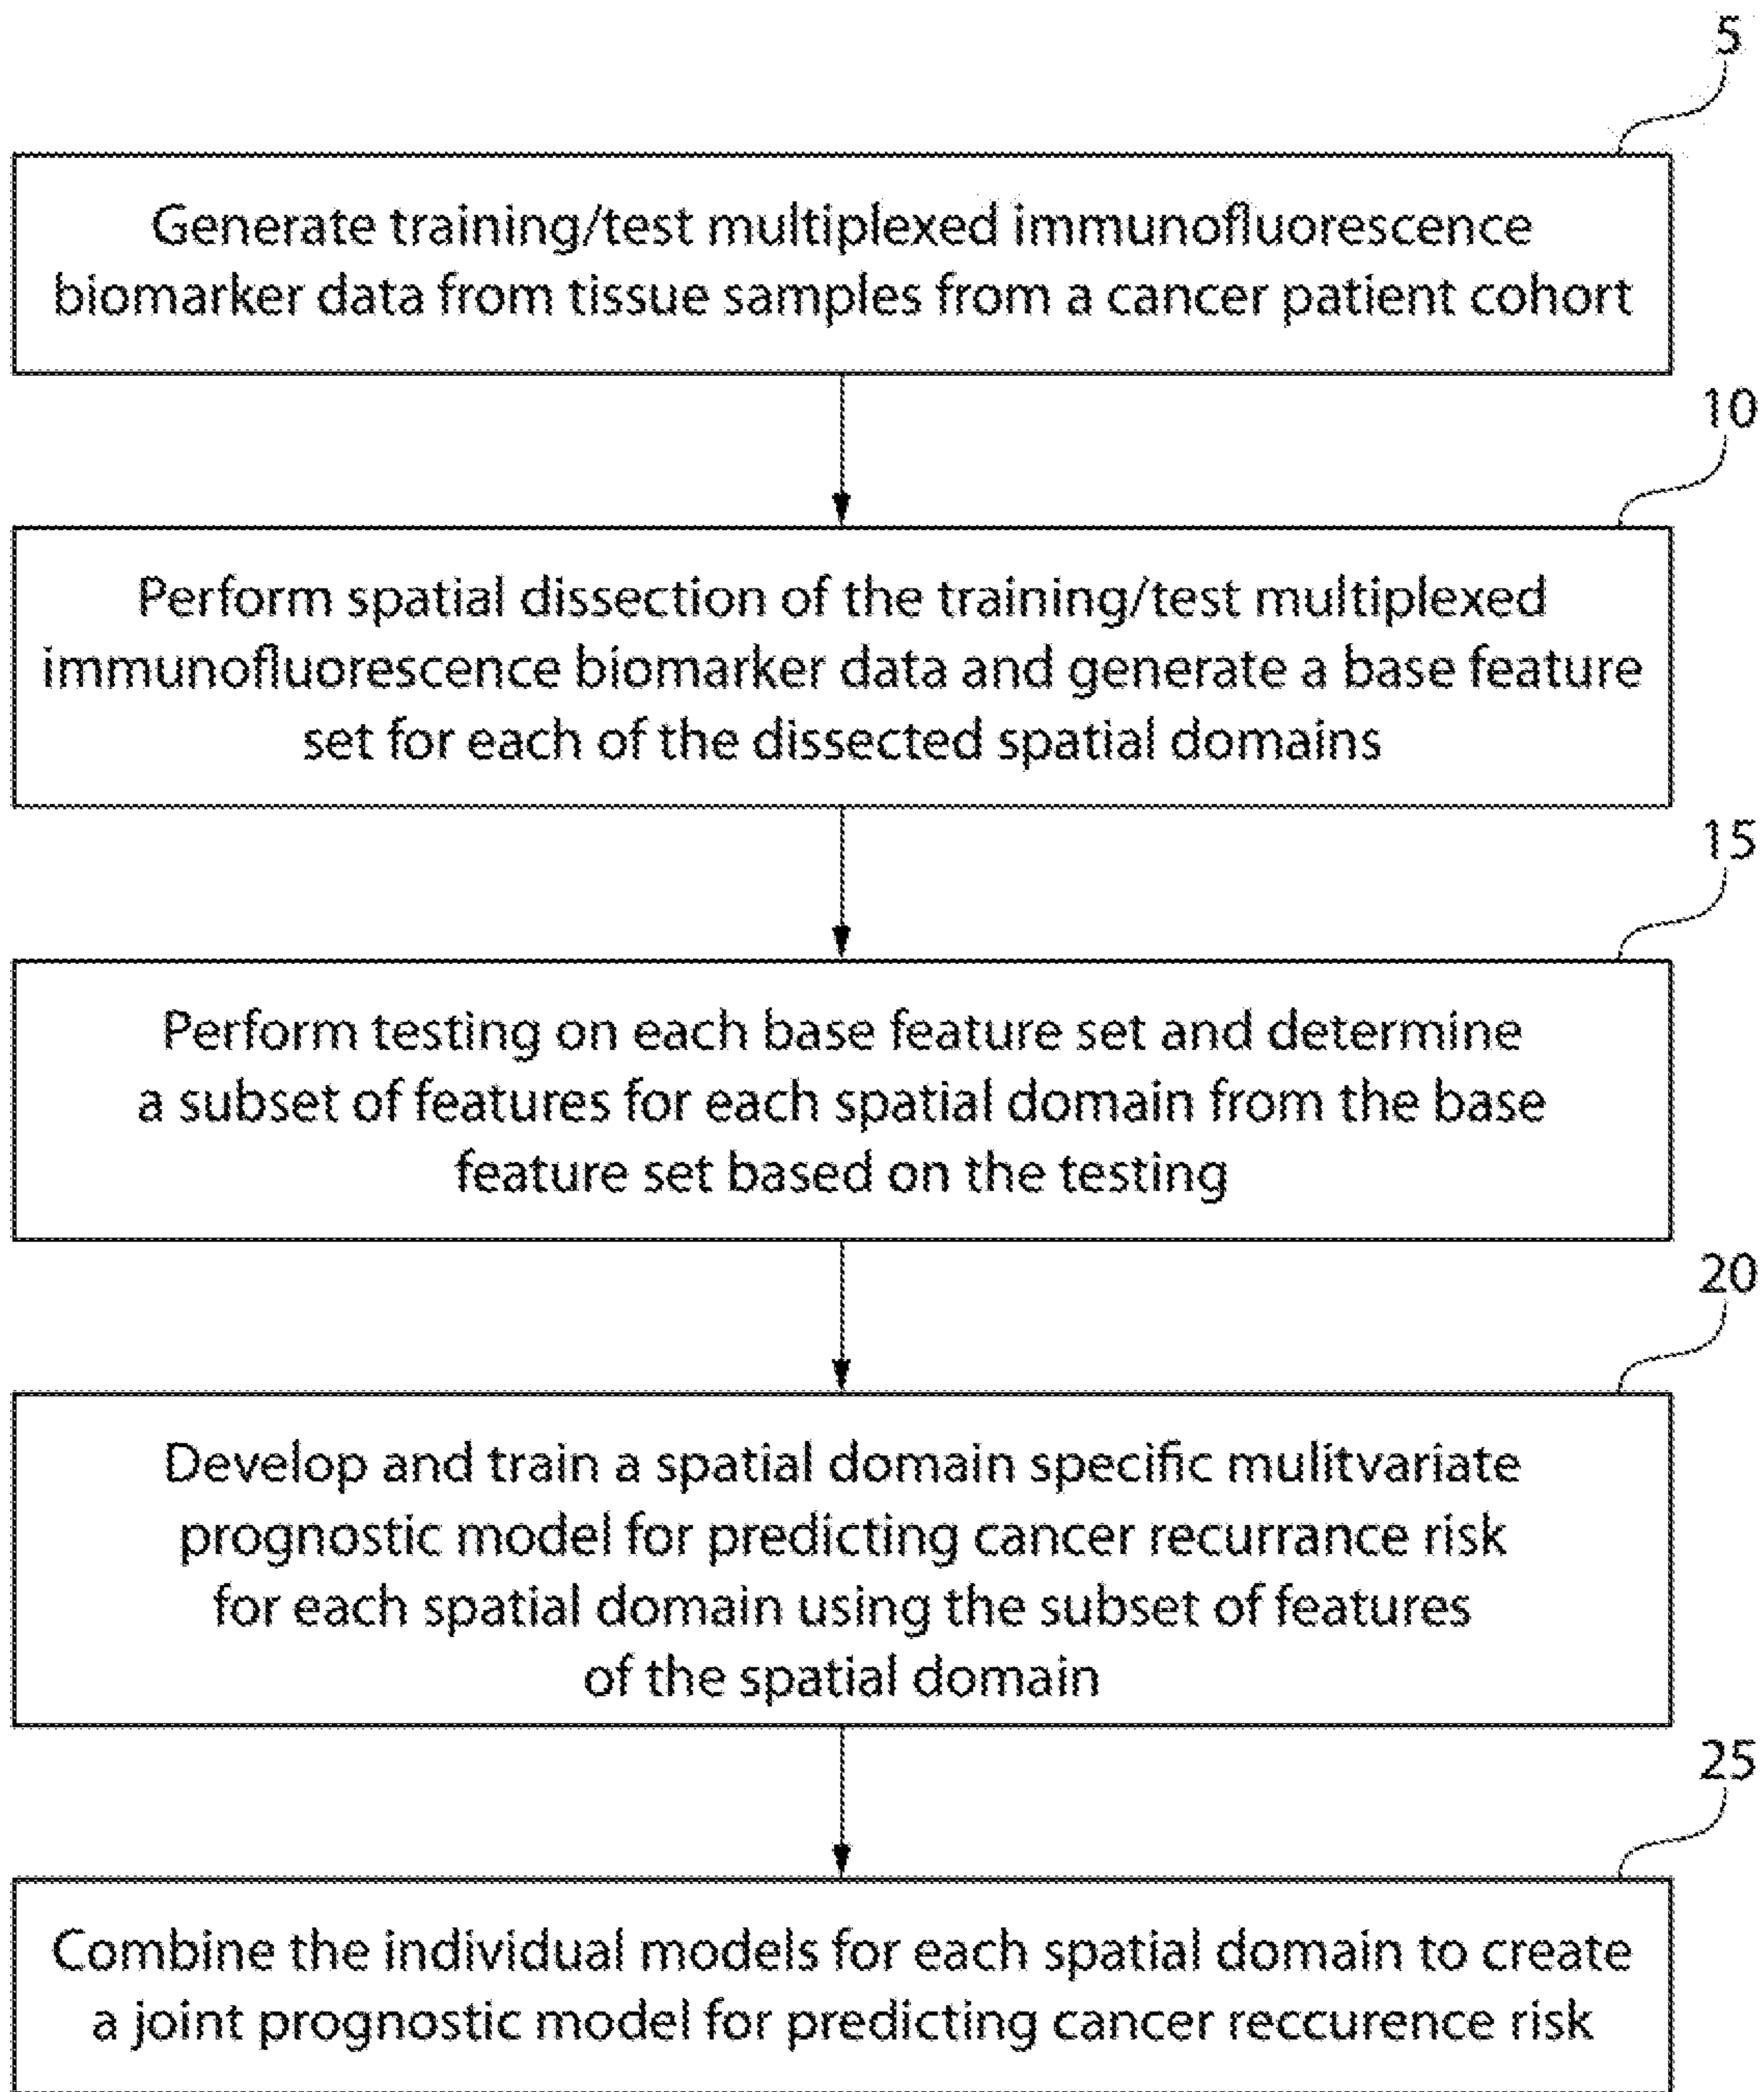 5
Generate training/test multiplexed immunofluorescence
biomarker data from tissue samples from a cancer patient cohort
10
Perform spatial dissection of the training/test multiplexed
immunofluorescence biomarker data and generate a base feature
set for each of the dissected spatial domains
15
Perform testing on each base feature set and determine
a subset of features for each spatial domain from the base
feature set based on the testing
20
Develop and train a spatial domain specific mulitvariate
prognostic model for predicting cancer recurrance risk
for each spatial domain using the subset of features
of the spatial domain
25
Combine the individual models for each spatial domain to create
a joint prognostic model for predicting cancer reccurence risk